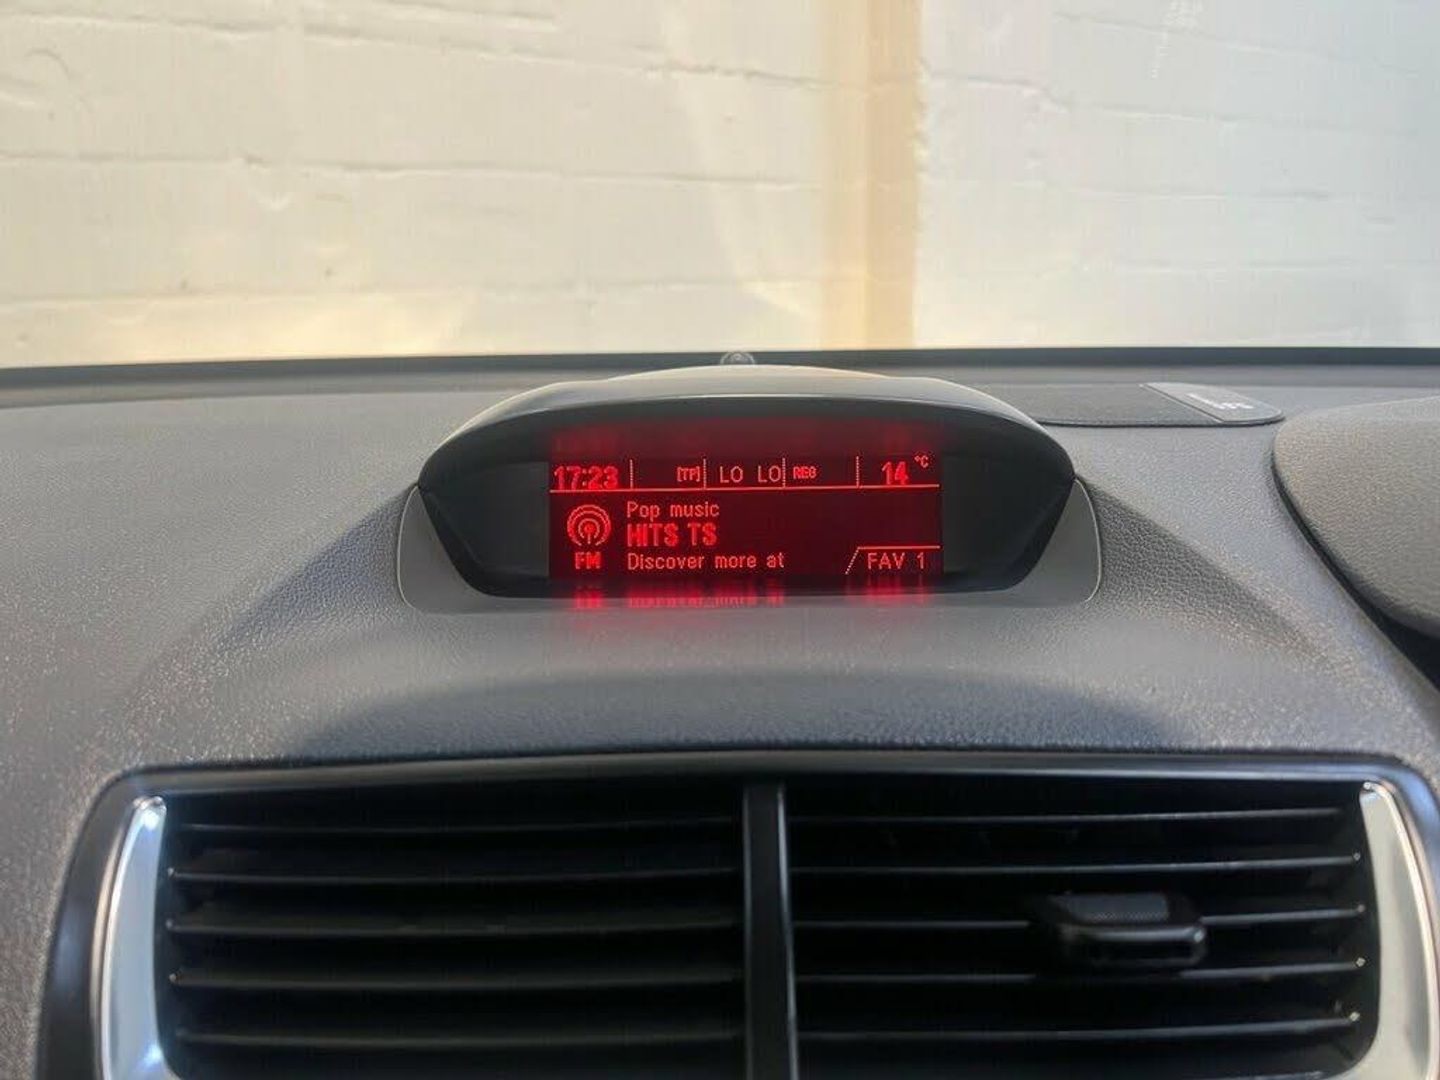 17:23 [TP] LO LO REG 14 °C
Pop music
HITS TS
FM Discover more at FAV 1